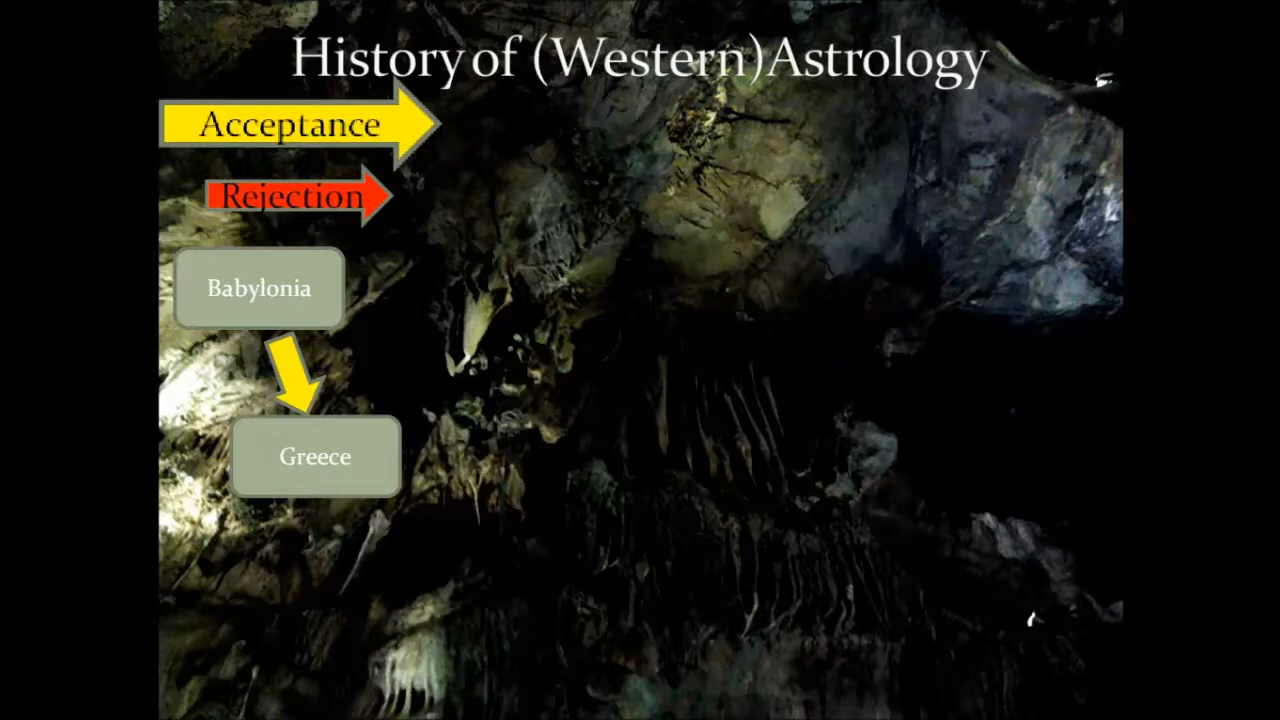 History of (Western)Astrology
Acceptance
Rejection
Babylonia
Greece